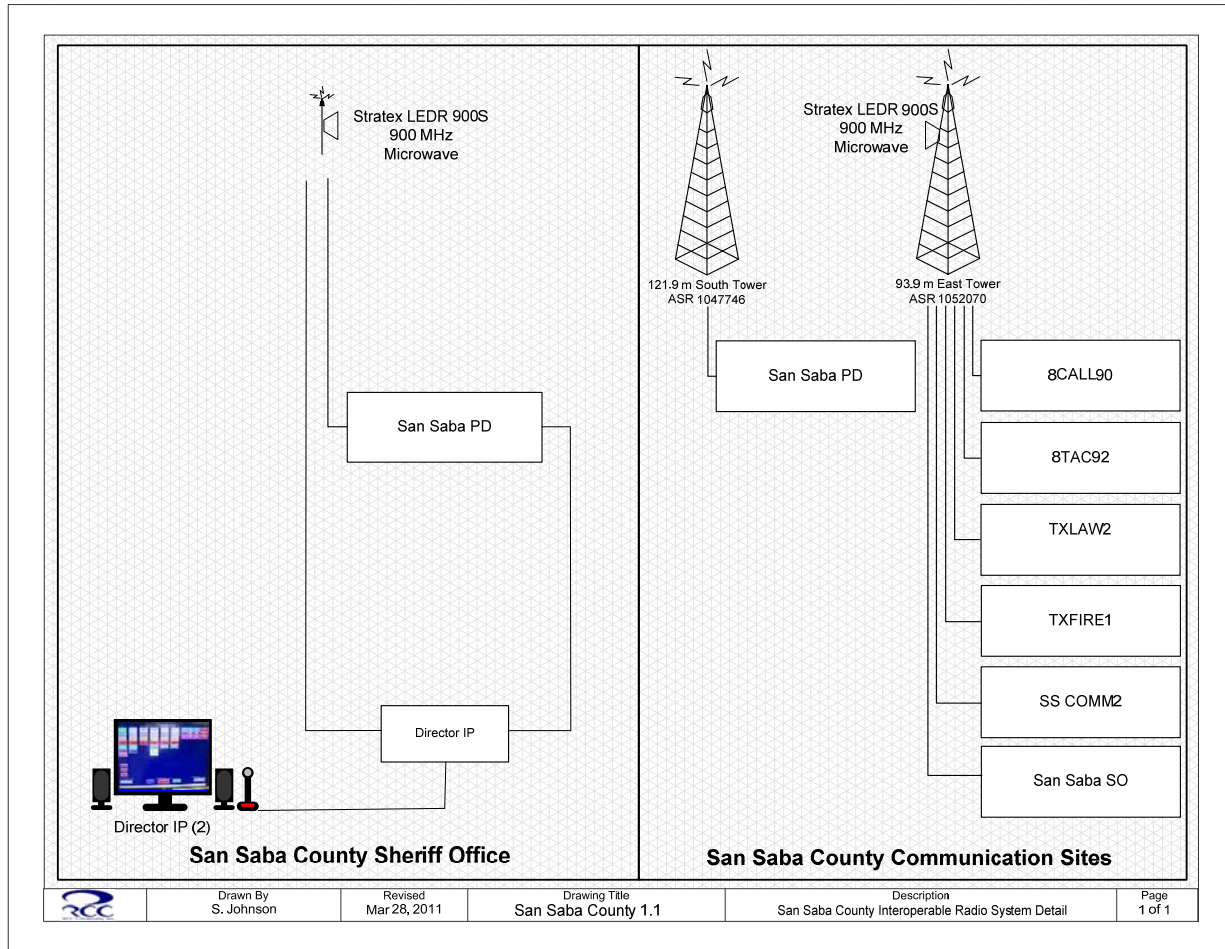 Stratex LEDR 900S
900 MHz
Microwave
San Saba PD
Director IP
Director IP (2)
San Saba County Sheriff Office
Stratex LEDR 900S
900 MHz
Microwave
121.9 m South Tower
ASR 1047746
93.9 m East Tower
ASR 1052070
San Saba PD
8CALL90
8TAC92
TXLAW2
TXFIRE1
SS COMM2
San Saba SO
San Saba County Communication Sites
RCC
Drawn By
S. Johnson
Revised
Mar 28, 2011
Drawing Title
San Saba County 1.1
Description
San Saba County Interoperable Radio System Detail
Page
1 of 1